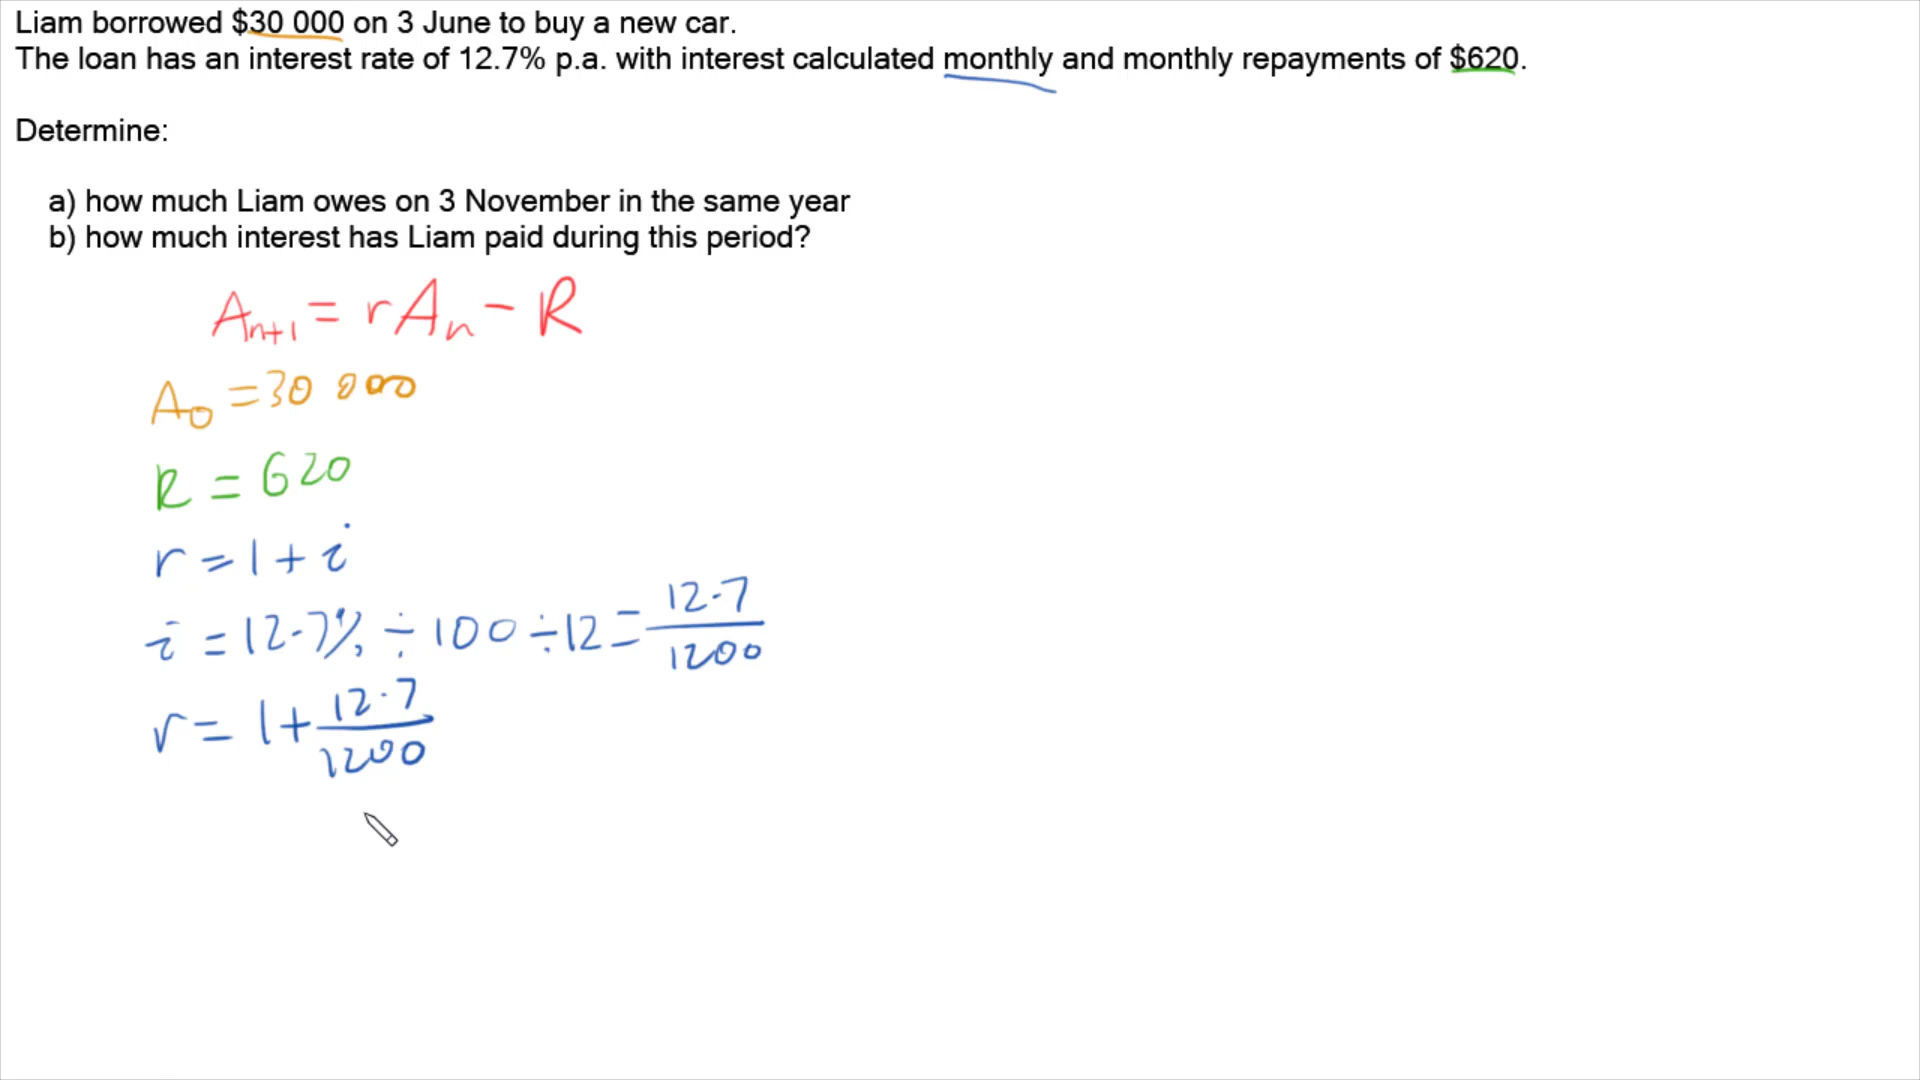 Liam borrowed $30 000 on 3 June to buy a new car.
The loan has an interest rate of 12.7% p.a. with interest calculated monthly and monthly repayments of $620.
Determine:
a) how much Liam owes on 3 November in the same year
b) how much interest has Liam paid during this period?
Aₙ₊₁ = rAₙ - R
A₀ = 30 000
R = 620
r = 1 + i
i = 12.7% ÷ 100 ÷ 12 = 12.7/1200
r = 1 + 12.7/1200